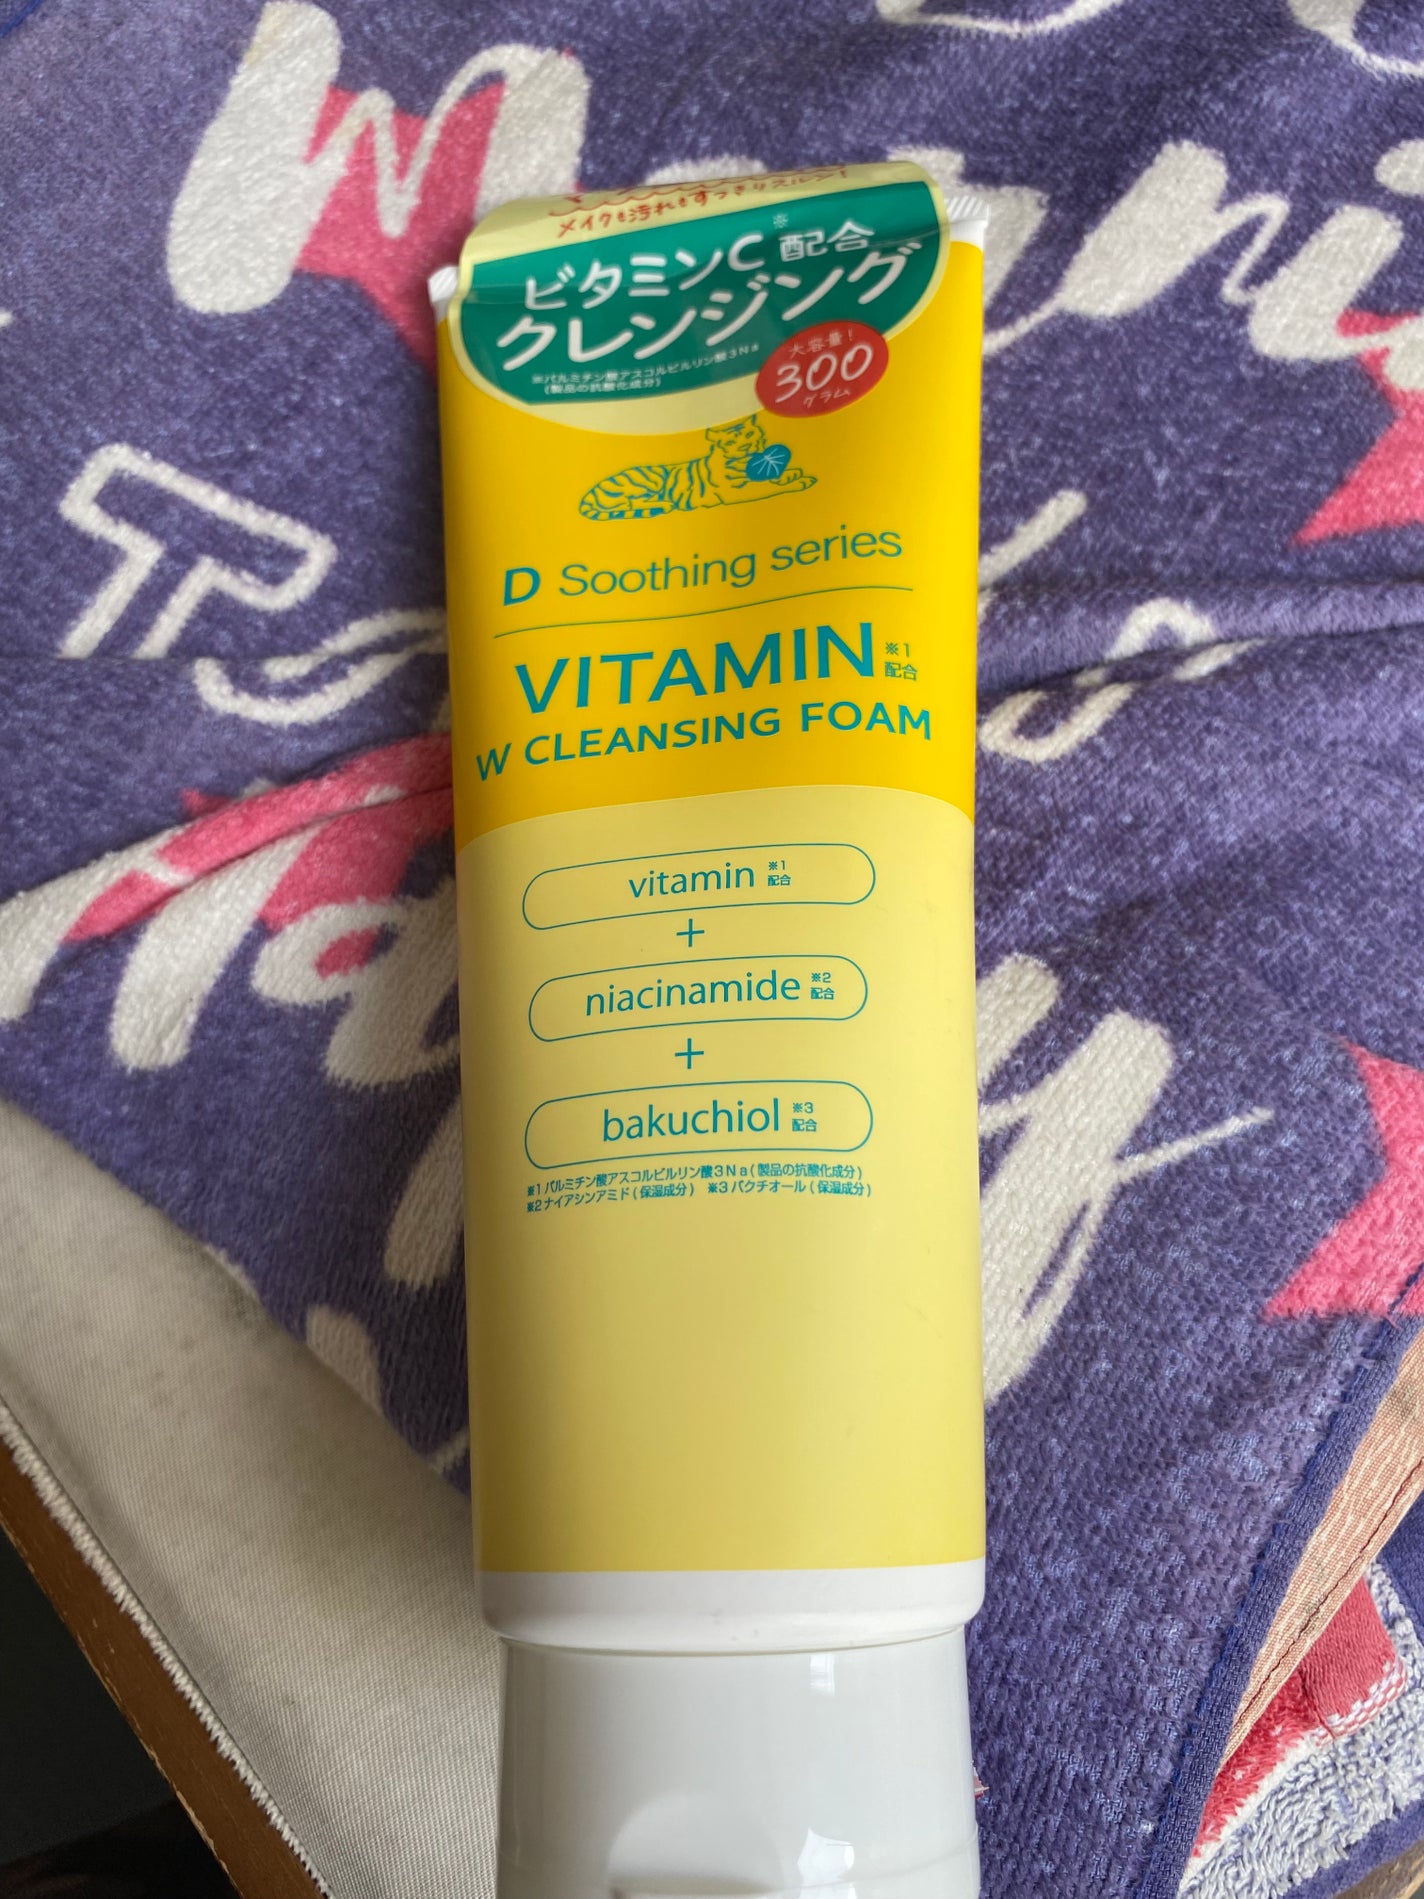 メイクも汚れもすっきりスルン!
ビタミンC※配合
クレンジング
※パルミチン酸アスコルビルリン酸3Na
(製品の抗酸化成分)
大容量!
300
グラム
D Soothing series
VITAMIN ※1 配合
W CLEANSING FOAM
vitamin ※1 配合
+
niacinamide ※2 配合
+
bakuchiol ※3 配合
※1 パルミチン酸アスコルビルリン酸3Na(製品の抗酸化成分)
※2 ナイアシンアミド(保湿成分) ※3 バクチオール(保湿成分)